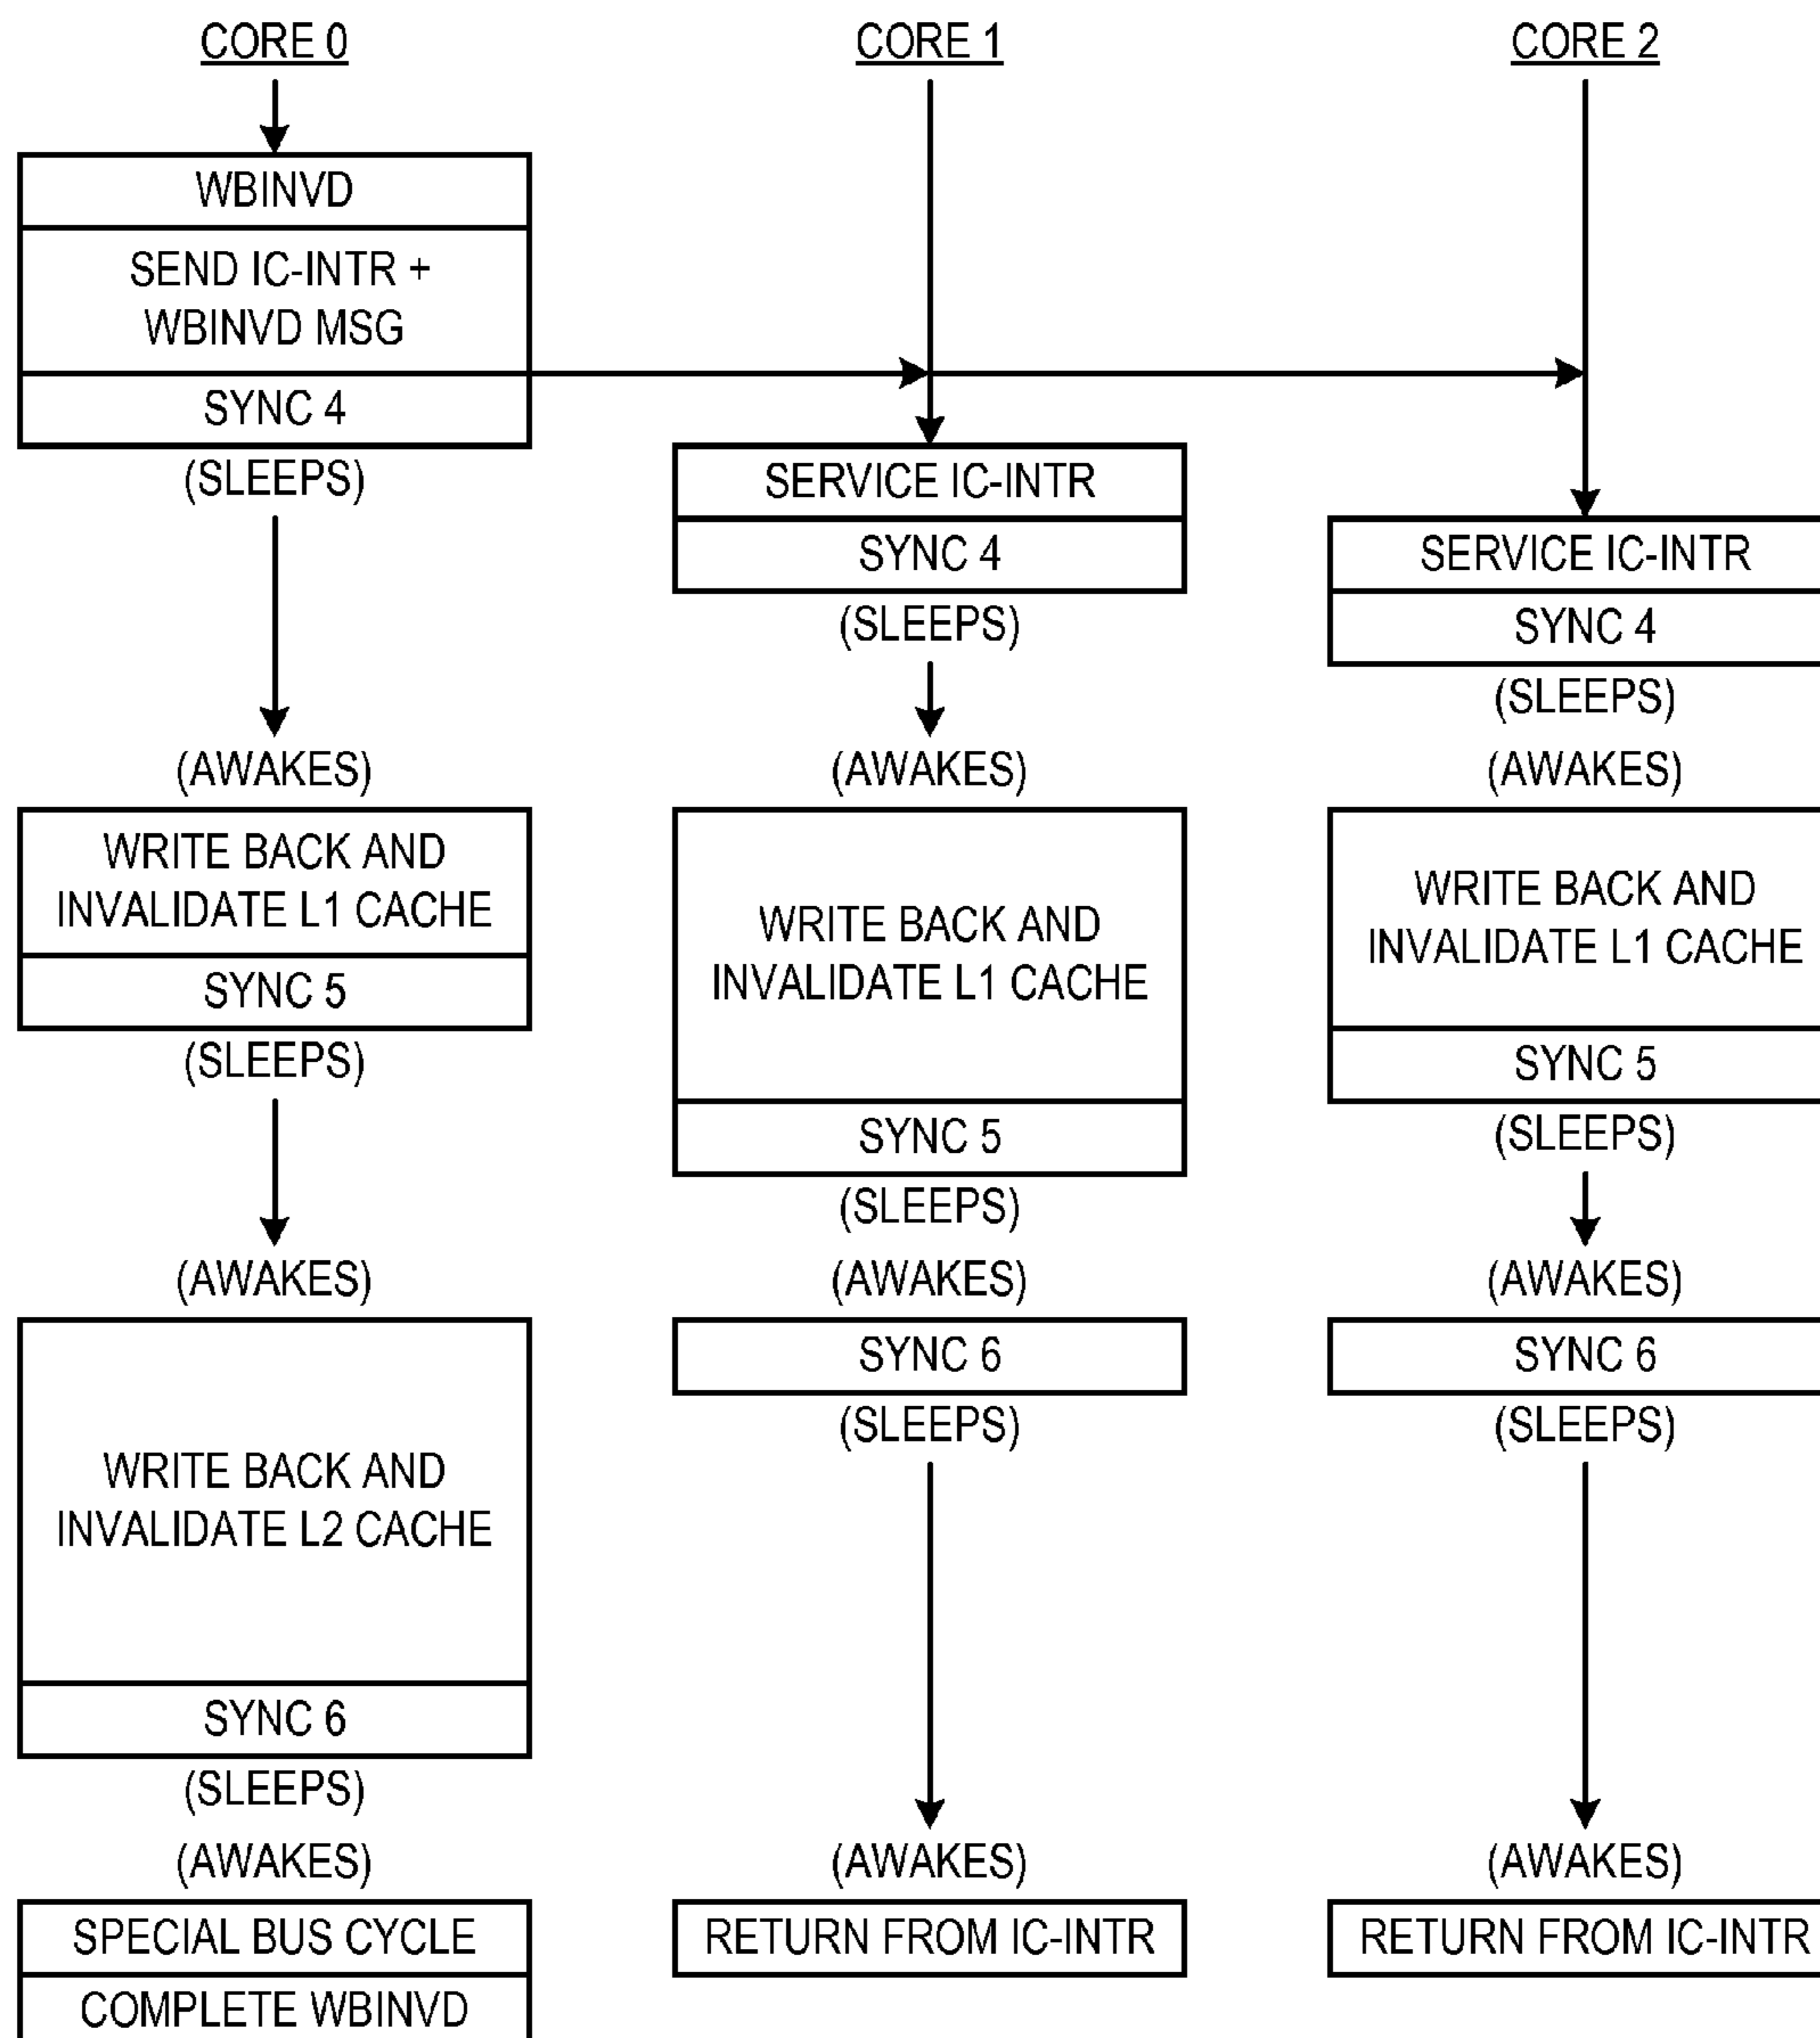 CORE 0
WBINVD
SEND IC-INTR +
WBINVD MSG
SYNC 4
(SLEEPS)
(AWAKES)
WRITE BACK AND
INVALIDATE L1 CACHE
SYNC 5
(SLEEPS)
(AWAKES)
WRITE BACK AND
INVALIDATE L2 CACHE
SYNC 6
(SLEEPS)
(AWAKES)
SPECIAL BUS CYCLE
COMPLETE WBINVD
CORE 1
SERVICE IC-INTR
SYNC 4
(SLEEPS)
(AWAKES)
WRITE BACK AND
INVALIDATE L1 CACHE
SYNC 5
(SLEEPS)
(AWAKES)
SYNC 6
(SLEEPS)
(AWAKES)
RETURN FROM IC-INTR
CORE 2
SERVICE IC-INTR
SYNC 4
(SLEEPS)
(AWAKES)
WRITE BACK AND
INVALIDATE L1 CACHE
SYNC 5
(SLEEPS)
(AWAKES)
SYNC 6
(SLEEPS)
(AWAKES)
RETURN FROM IC-INTR